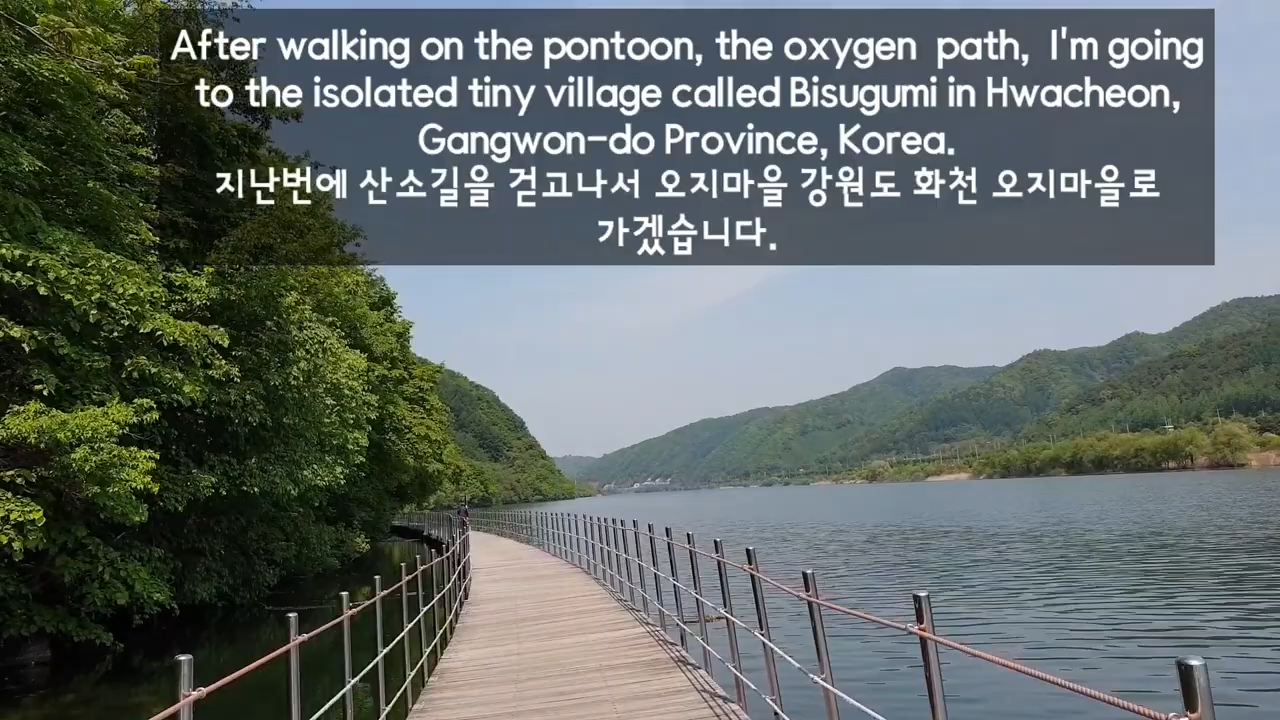 After walking on the pontoon, the oxygen path, I'm going
to the isolated tiny village called Bisugumi in Hwacheon,
Gangwon-do Province, Korea.
지난번에 산소길을 걷고나서 오지마을 강원도 화천 오지마을로
가겠습니다.